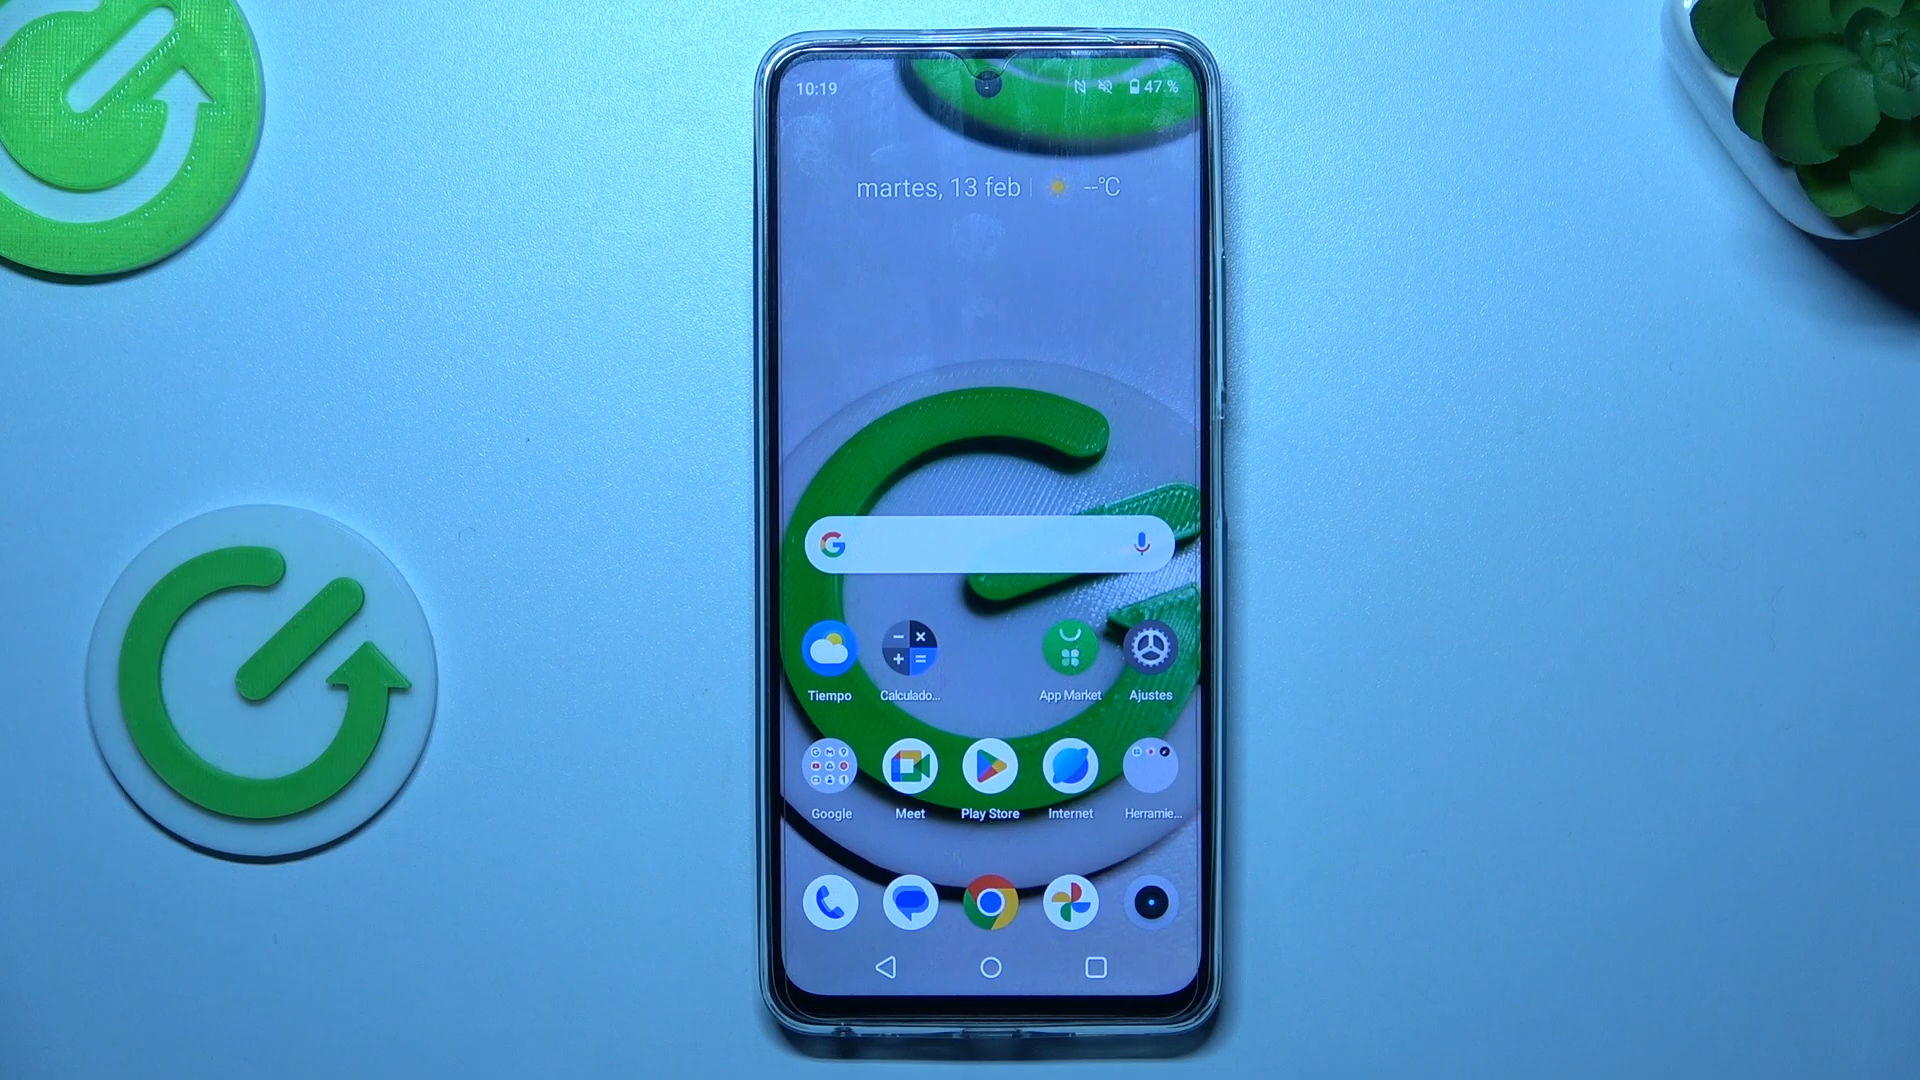 10:19 47 %
martes, 13 feb --°C
Tiempo Calculado... App Market Ajustes
Google Meet Play Store Internet Herramie...